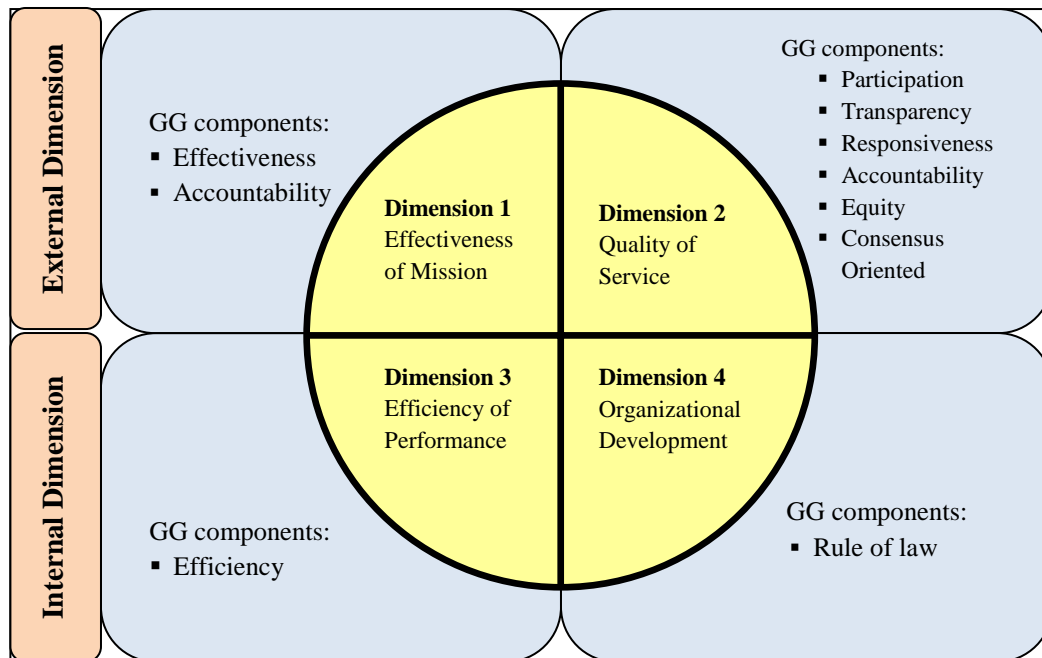 External Dimension
GG components:
▪ Effectiveness
▪ Accountability
Dimension 1
Effectiveness
of Mission
Dimension 2
Quality of
Service
GG components:
▪ Participation
▪ Transparency
▪ Responsiveness
▪ Accountability
▪ Equity
▪ Consensus
Oriented
Internal Dimension
Dimension 3
Efficiency of
Performance
GG components:
▪ Efficiency
Dimension 4
Organizational
Development
GG components:
▪ Rule of law